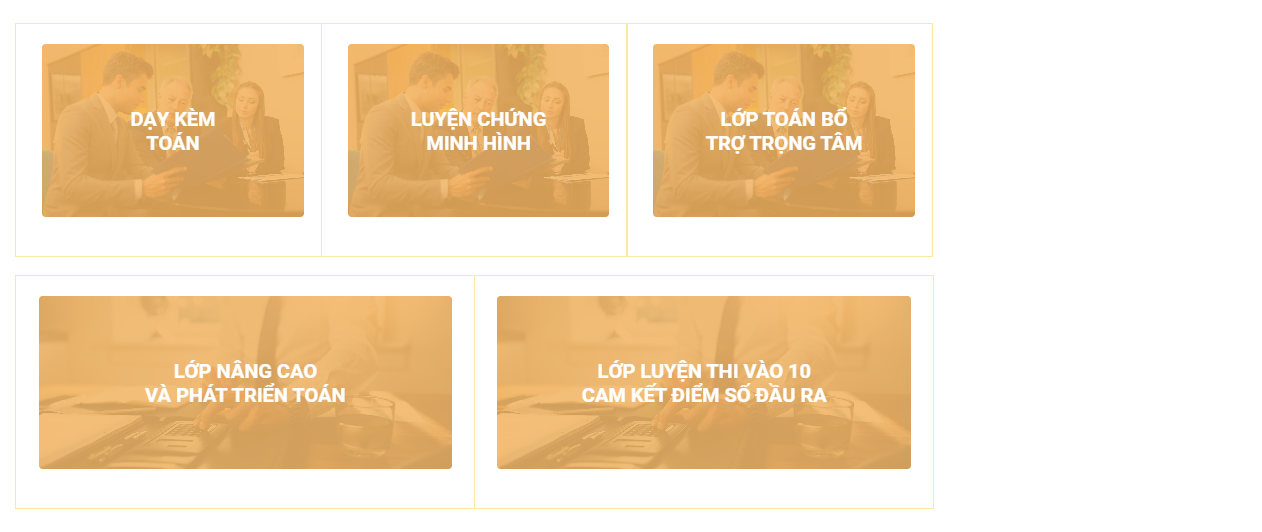 DẠY KÈM
TOÁN
LUYỆN CHỨNG
MINH HÌNH
LỚP TOÁN BỔ
TRỢ TRỌNG TÂM
LỚP NÂNG CAO
VÀ PHÁT TRIỂN TOÁN
LỚP LUYỆN THI VÀO 10
CAM KẾT ĐIỂM SỐ ĐẦU RA